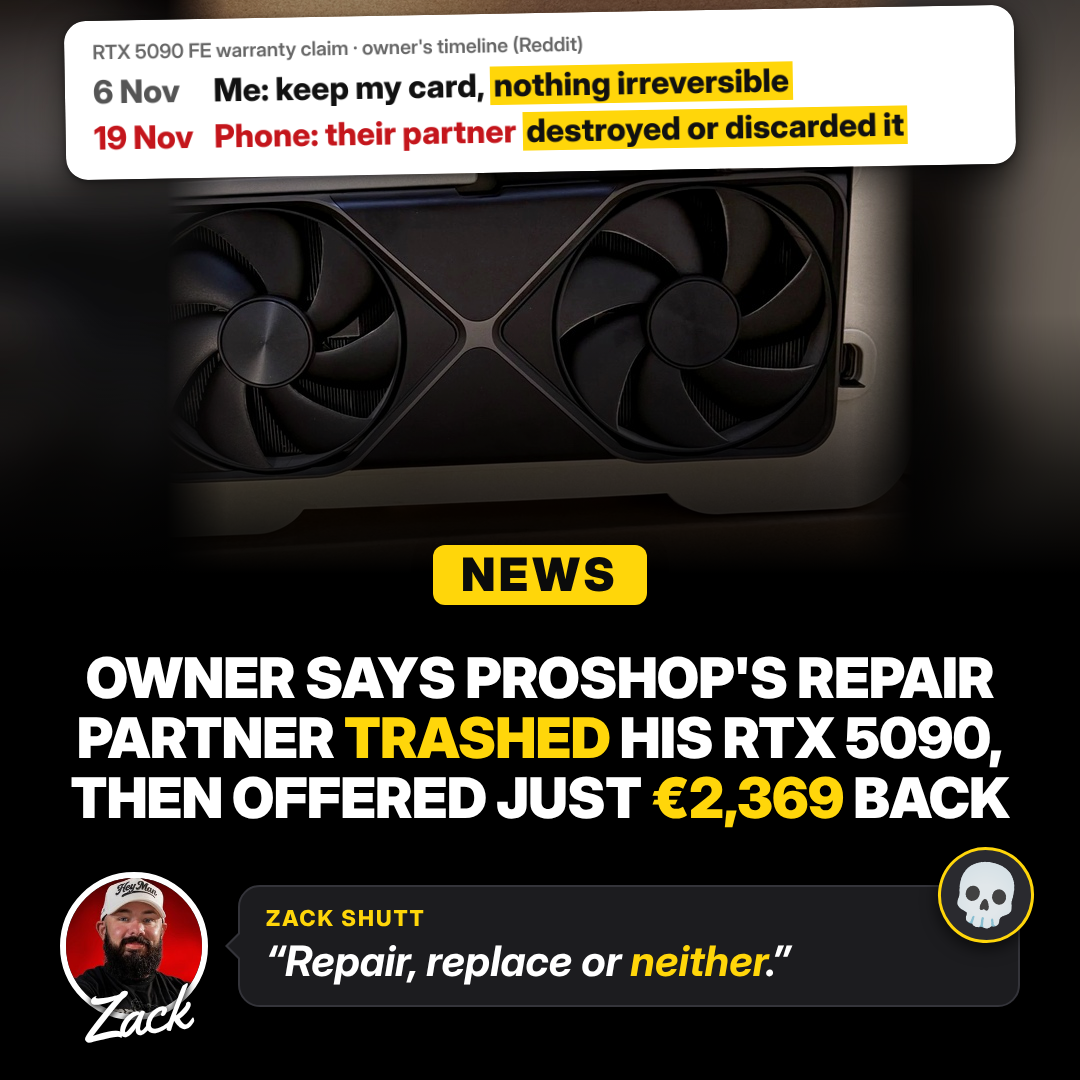 RTX 5090 FE warranty claim · owner's timeline (Reddit)
6 Nov Me: keep my card, nothing irreversible
19 Nov Phone: their partner destroyed or discarded it
NEWS
OWNER SAYS PROSHOP'S REPAIR
PARTNER TRASHED HIS RTX 5090,
THEN OFFERED JUST €2,369 BACK
Hey Man
ZACK SHUTT
“Repair, replace or neither.”
Zack